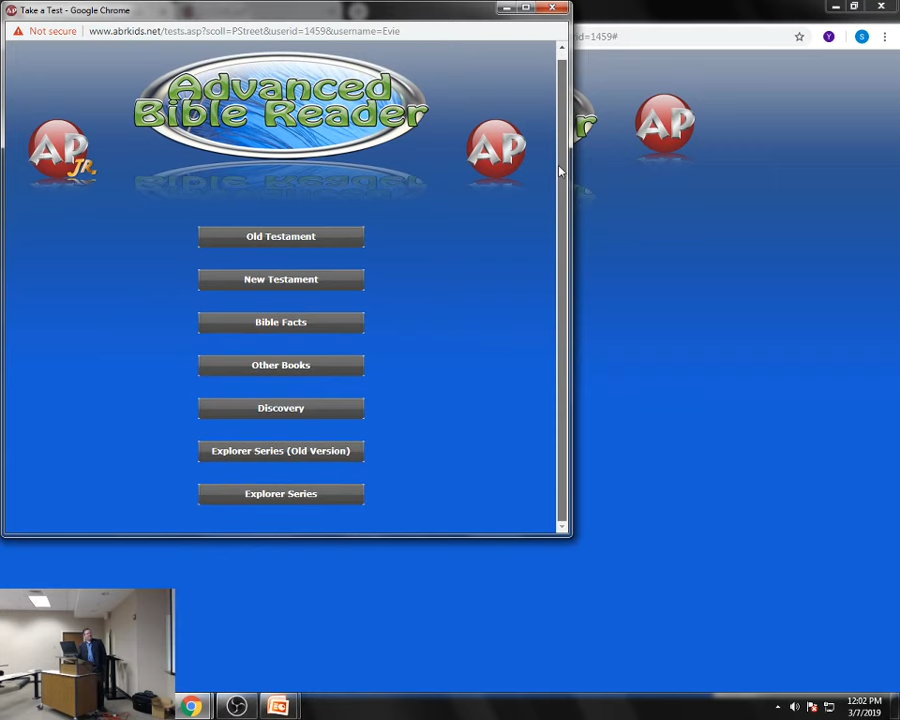 Take a Test - Google Chrome
Not secure
www.abrkids.net/tests.asp?scoll=PStreet&userid=1459&username=Evie
id=1459#
Y
S
Advanced
Bible Reader
AP
JR.
AP
er
AP
Old Testament
New Testament
Bible Facts
Other Books
Discovery
Explorer Series (Old Version)
Explorer Series
12:02 PM
3/7/2019